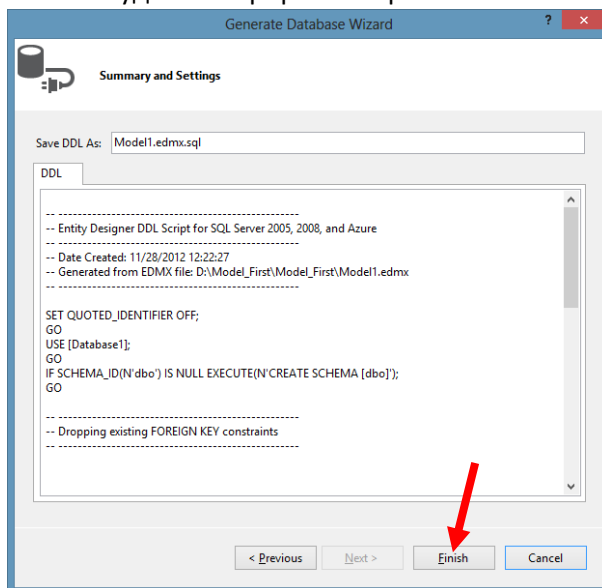 Generate Database Wizard
? ×
Summary and Settings
Save DDL As: Model1.edmx.sql
DDL
-- --------------------------------------------------
-- Entity Designer DDL Script for SQL Server 2005, 2008, and Azure
-- --------------------------------------------------
-- Date Created: 11/28/2012 12:22:27
-- Generated from EDMX file: D:\Model_First\Model_First\Model1.edmx
-- --------------------------------------------------
SET QUOTED_IDENTIFIER OFF;
GO
USE [Database1];
GO
IF SCHEMA_ID(N'dbo') IS NULL EXECUTE(N'CREATE SCHEMA [dbo]');
GO
-- --------------------------------------------------
-- Dropping existing FOREIGN KEY constraints
-- --------------------------------------------------
< Previous Next > Finish Cancel